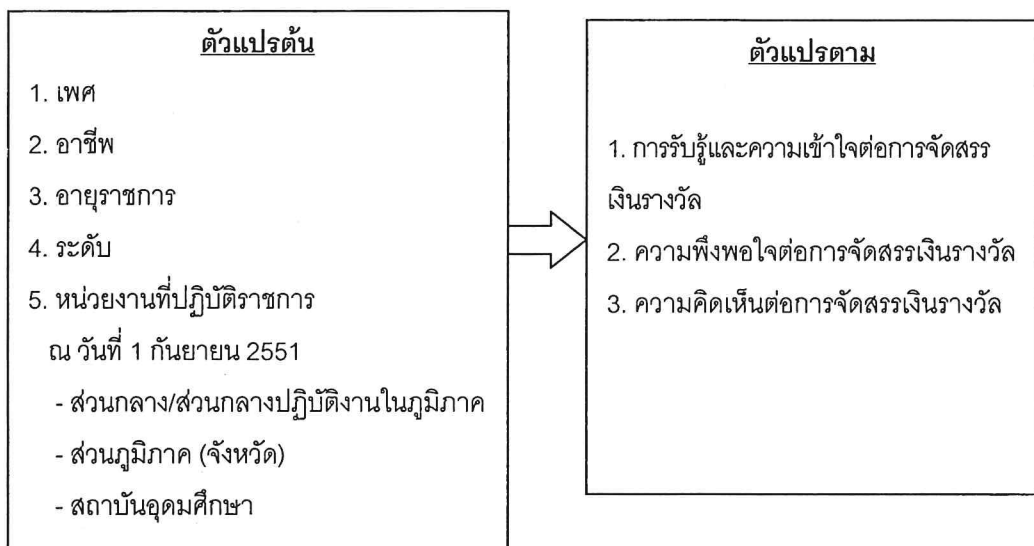 ตัวแปรต้น
1. เพศ
2. อาชีพ
3. อายุราชการ
4. ระดับ
5. หน่วยงานที่ปฏิบัติราชการ
ณ วันที่ 1 กันยายน 2551
- ส่วนกลาง/ส่วนกลางปฏิบัติงานในภูมิภาค
- ส่วนภูมิภาค (จังหวัด)
- สถาบันอุดมศึกษา
ตัวแปรตาม
1. การรับรู้และความเข้าใจต่อการจัดสรร
เงินรางวัล
2. ความพึงพอใจต่อการจัดสรรเงินรางวัล
3. ความคิดเห็นต่อการจัดสรรเงินรางวัล